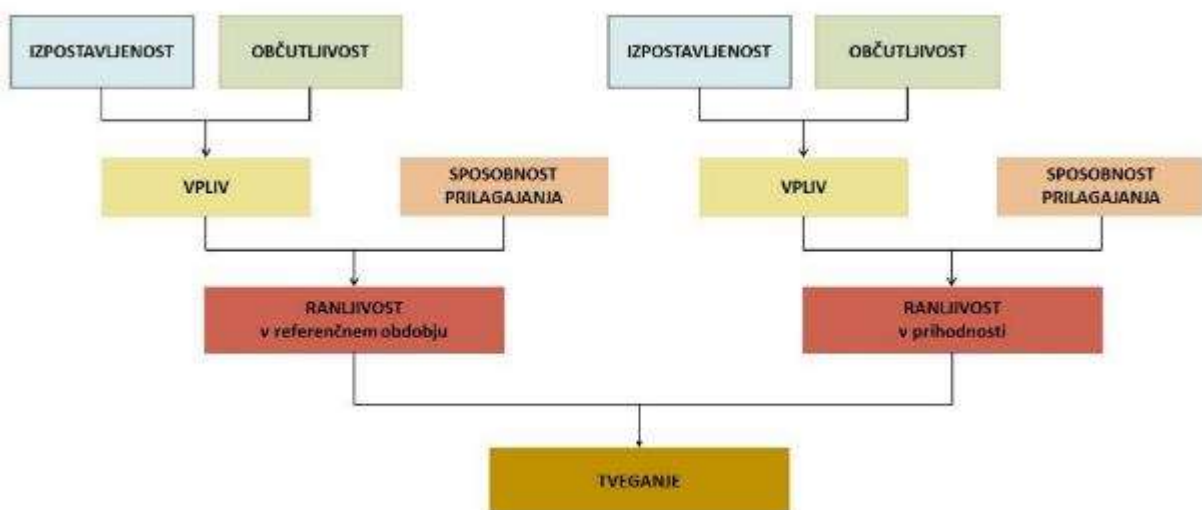 IZPOSTAVLJENOST
OBČUTLJIVOST
IZPOSTAVLJENOST
OBČUTLJIVOST
VPLIV
SPOSOBNOST
PRILAGAJANJA
VPLIV
SPOSOBNOST
PRILAGAJANJA
RANLJIVOST
v referenčnem obdobju
RANLJIVOST
v prihodnosti
TVEGANJE